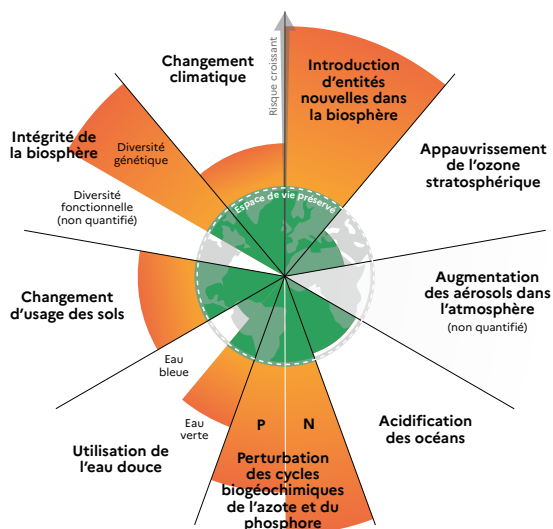 Changement
climatique
Risque croissant
Introduction
d'entités
nouvelles dans
la biosphère
Intégrité de
la biosphère
Diversité
génétique
Diversité
fonctionnelle
(non quantifié)
Appauvrissement
de l'ozone
stratosphérique
Espace de vie préservé
Changement
d'usage des sols
Augmentation
des aérosols dans
l'atmosphère
(non quantifié)
Eau
bleue
Eau
verte
Utilisation de
l'eau douce
P
N
Perturbation
des cycles
biogéochimiques
de l'azote et du
phosphore
Acidification
des océans